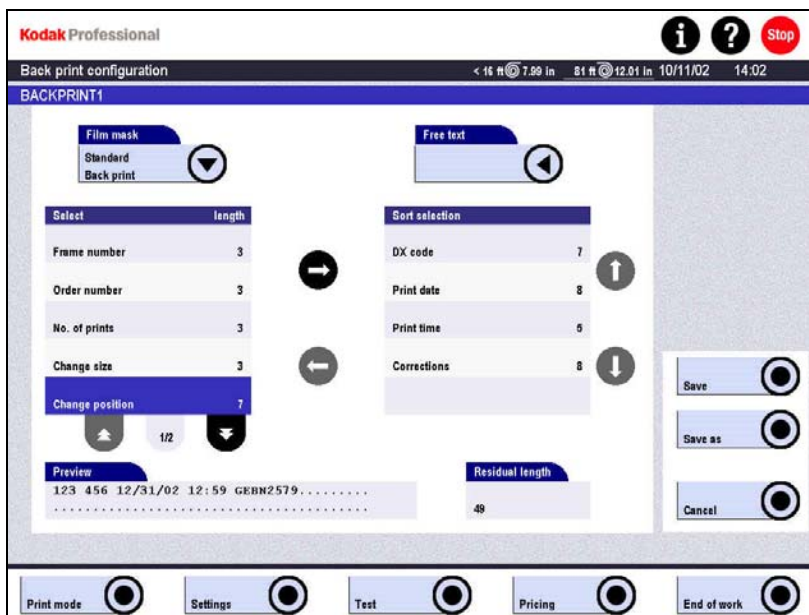 Kodak Professional
i ? Stop
Back print configuration < 16 ft 7.99 in 81 ft 12.01 in 10/11/02 14:02
BACKPRINT1
Film mask
Standard
Back print
Free text
Select length
Frame number 3
Order number 3
No. of prints 3
Change size 3
Change position 7
1/2
Sort selection
DX code 7
Print date 8
Print time 5
Corrections 8
Save
Save as
Cancel
Preview
123 456 12/31/02 12:59 GEBN2579.........
........................................
Residual length
49
Print mode Settings Test Pricing End of work